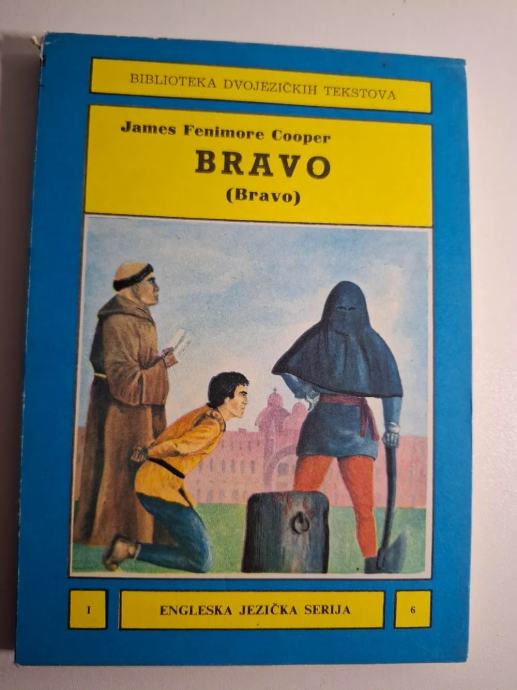 BIBLIOTEKA DVOJEZIČKIH TEKSTOVA
James Fenimore Cooper
BRAVO
(Bravo)
I
ENGLESKA JEZIČKA SERIJA
6